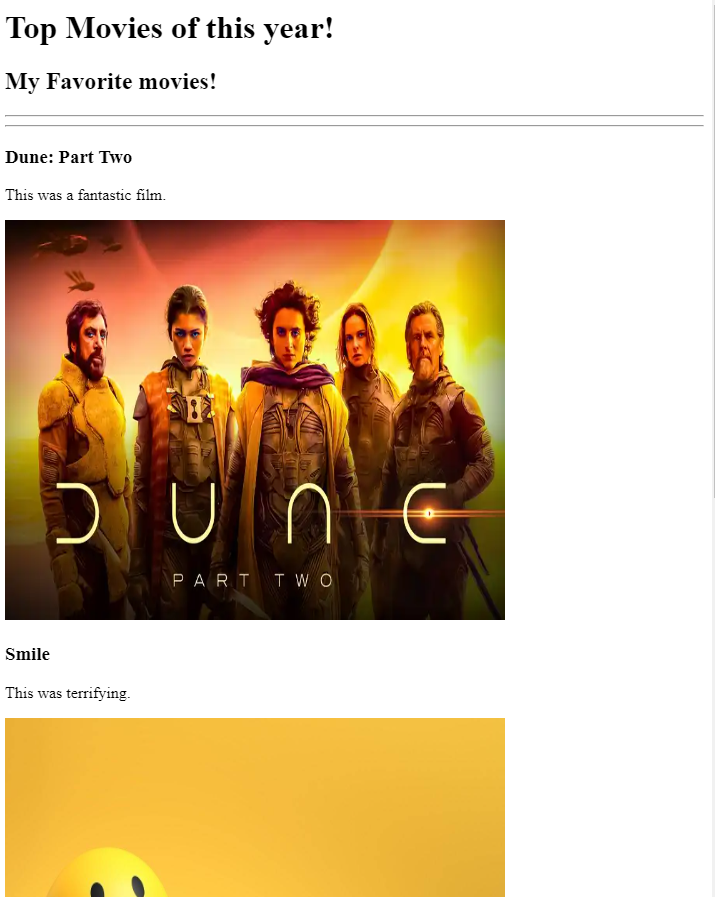 Top Movies of this year!
My Favorite movies!
Dune: Part Two
This was a fantastic film.
DUNE
PART TWO
Smile
This was terrifying.